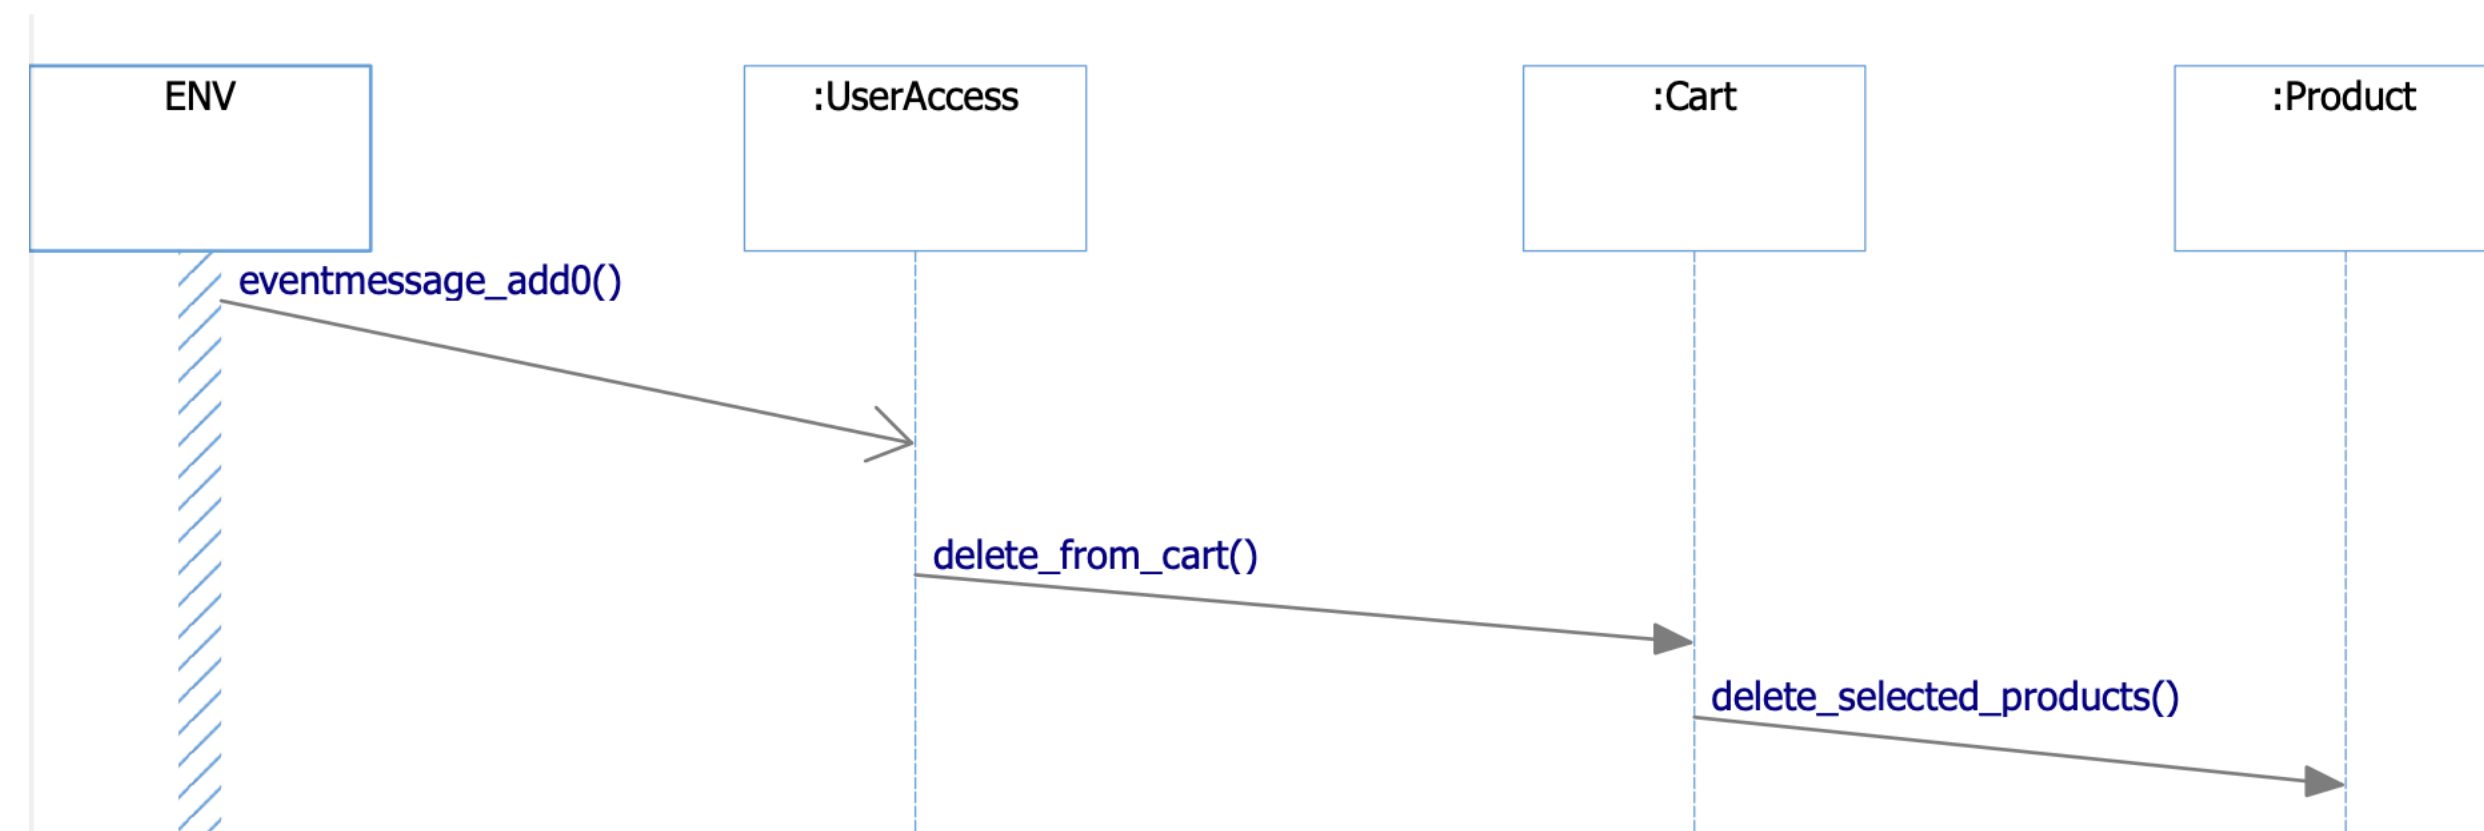 ENV
:UserAccess
:Cart
:Product
eventmessage_add0()
delete_from_cart()
delete_selected_products()